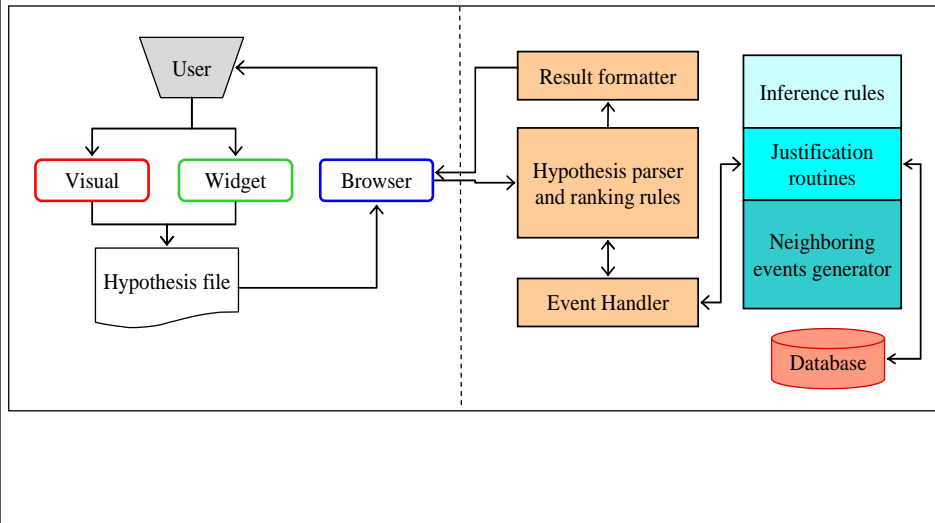 User
Visual
Widget
Browser
Hypothesis file
Result formatter
Hypothesis parser
and ranking rules
Event Handler
Inference rules
Justification
routines
Neighboring
events generator
Database